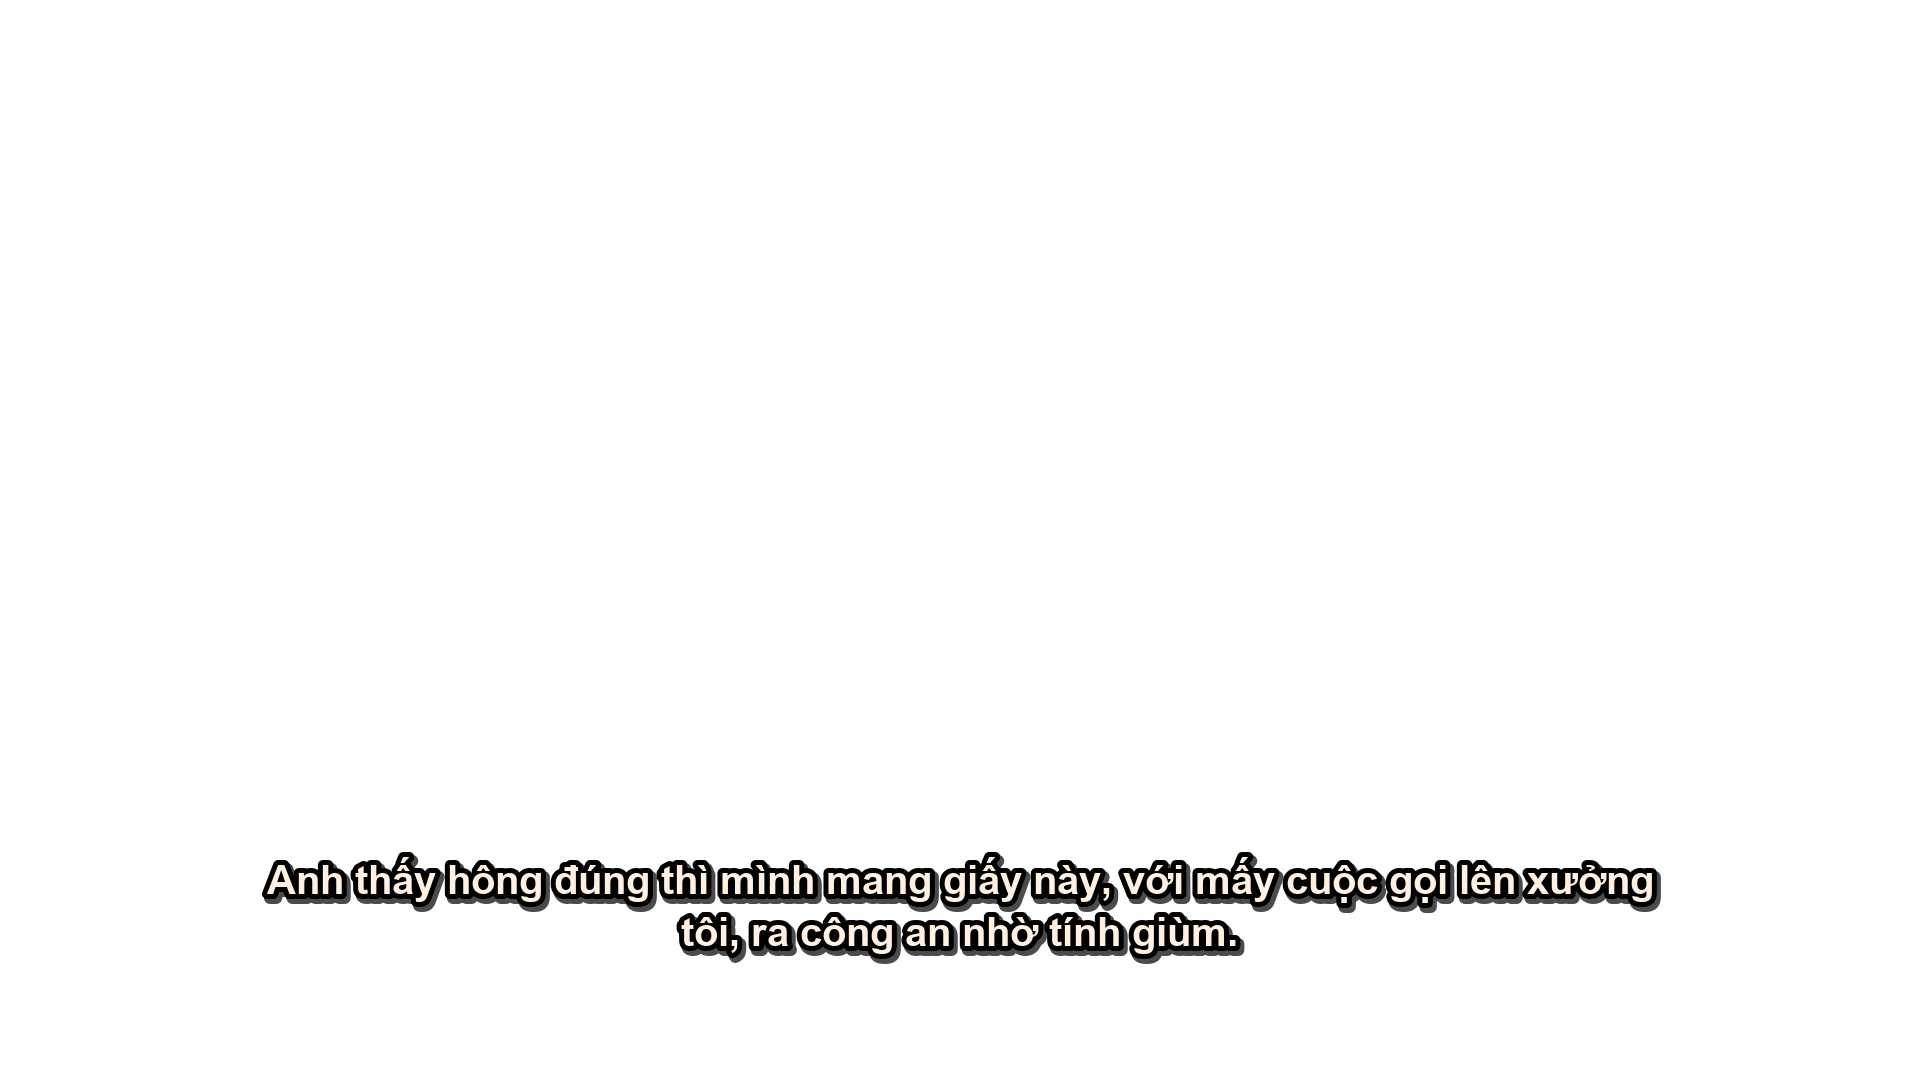 Anh thấy hông đúng thì mình mang giấy này, với mấy cuộc gọi lên xưởng
tôi, ra công an nhờ tính giùm.